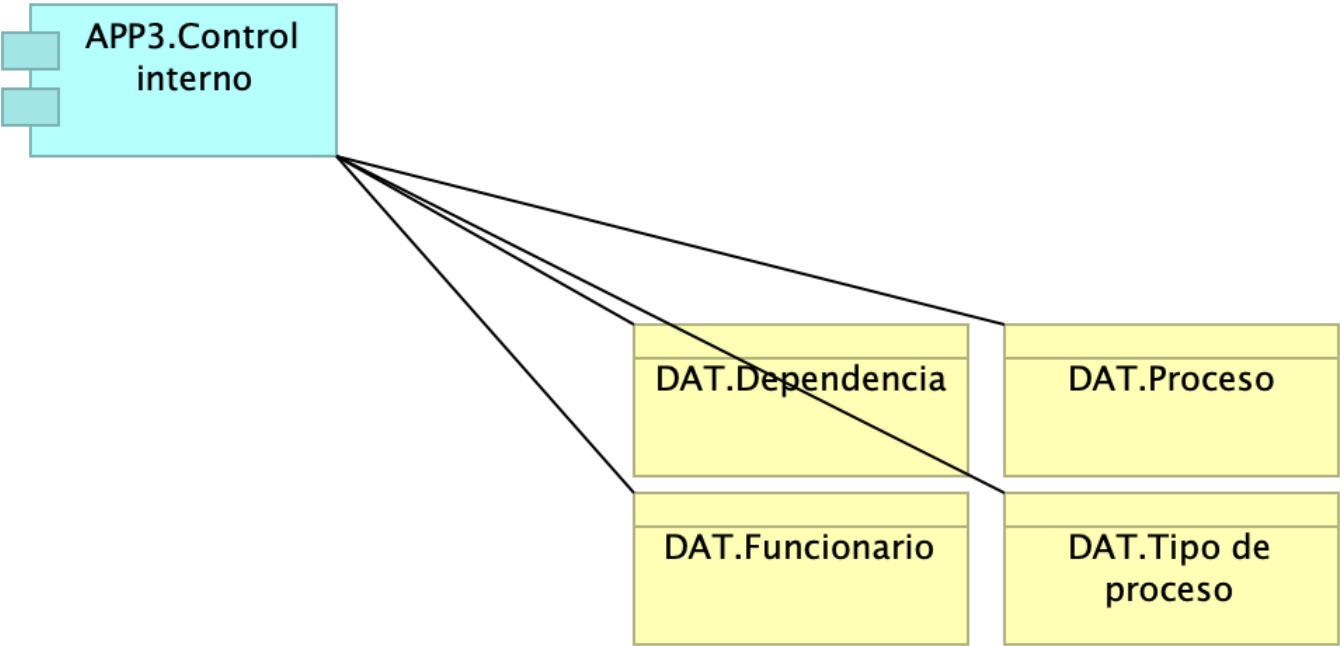 APP3.Control
interno
DAT.Dependencia
DAT.Proceso
DAT.Funcionario
DAT.Tipo de
proceso